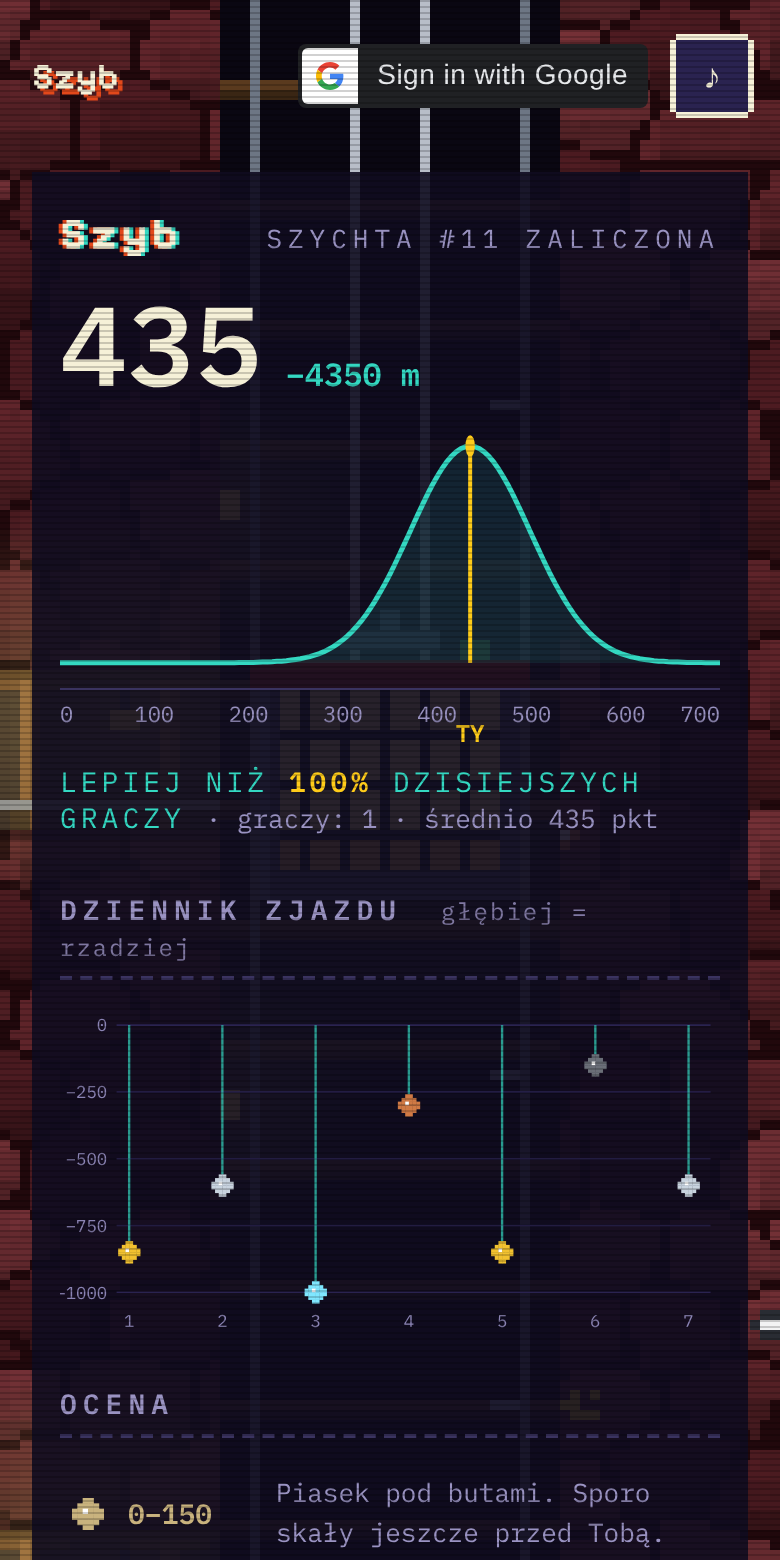 Szyb
Sign in with Google
♪
Szyb
SZYCHTA #11 ZALICZONA
435 −4350 m
0 100 200 300 400 500 600 700
TY
LEPIEJ NIŻ 100% DZISIEJSZYCH
GRACZY · graczy: 1 · średnio 435 pkt
DZIENNIK ZJAZDU głębiej =
rzadziej
0
−250
−500
−750
-1000
1 2 3 4 5 6 7
OCENA
0–150
Piasek pod butami. Sporo
skały jeszcze przed Tobą.